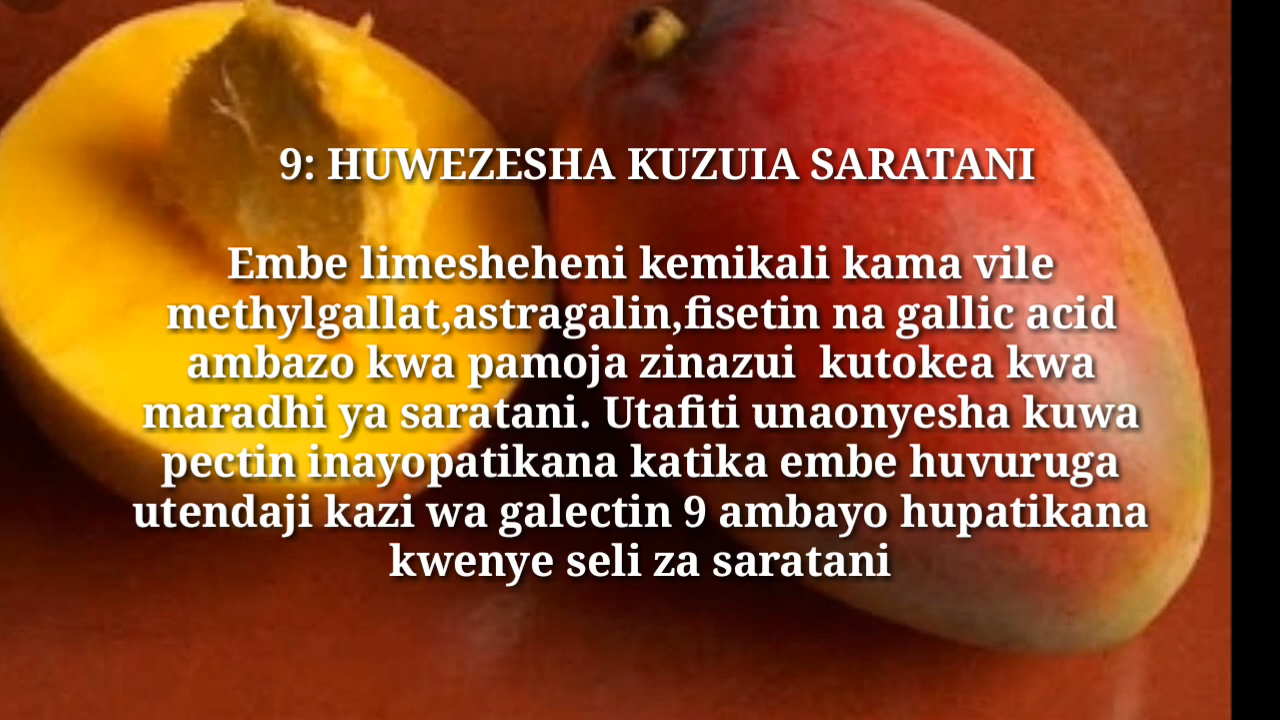 9: HUWEZESHA KUZUIA SARATANI
Embe limesheheni kemikali kama vile
methylgallat,astragalin,fisetin na gallic acid
ambazo kwa pamoja zinazui  kutokea kwa
maradhi ya saratani. Utafiti unaonyesha kuwa
pectin inayopatikana katika embe huvuruga
utendaji kazi wa galectin 9 ambayo hupatikana
kwenye seli za saratani